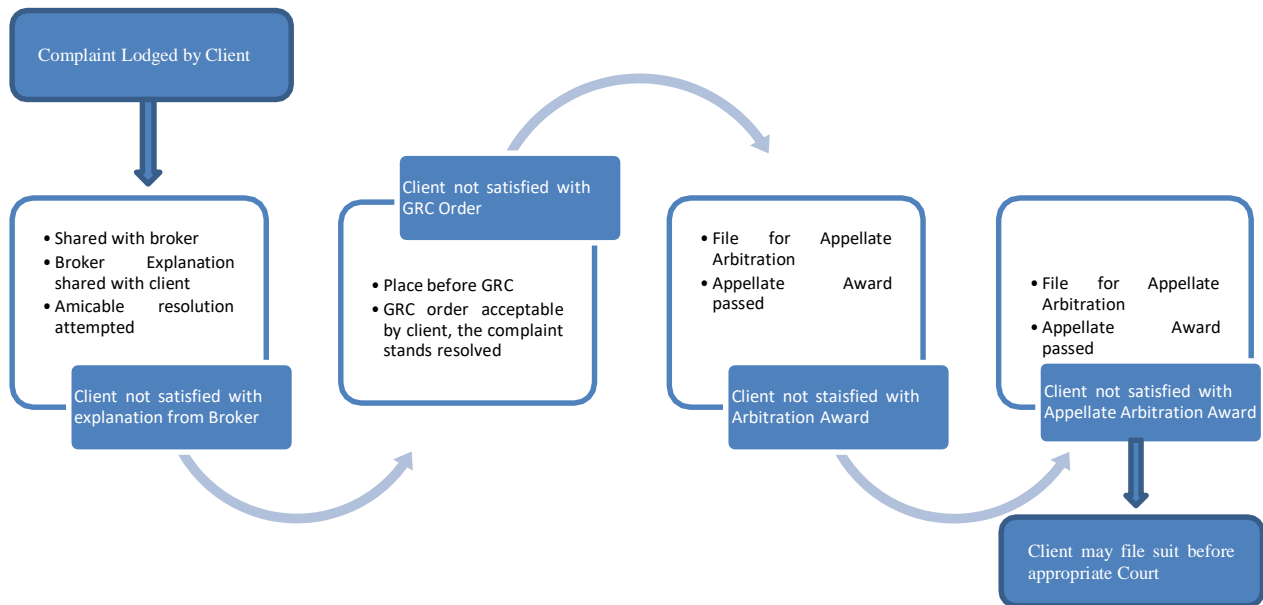 Complaint Lodged by Client
• Shared with broker
• Broker Explanation
shared with client
• Amicable resolution
attempted
Client not satisfied with
explanation from Broker
Client not satisfied with
GRC Order
• Place before GRC
• GRC order acceptable
by client, the complaint
stands resolved
• File for Appellate
Arbitration
• Appellate Award
passed
Client not staisfied with
Arbitration Award
• File for Appellate
Arbitration
• Appellate Award
passed
Client not satisfied with
Appellate Arbitration Award
Client may file suit before
appropriate Court